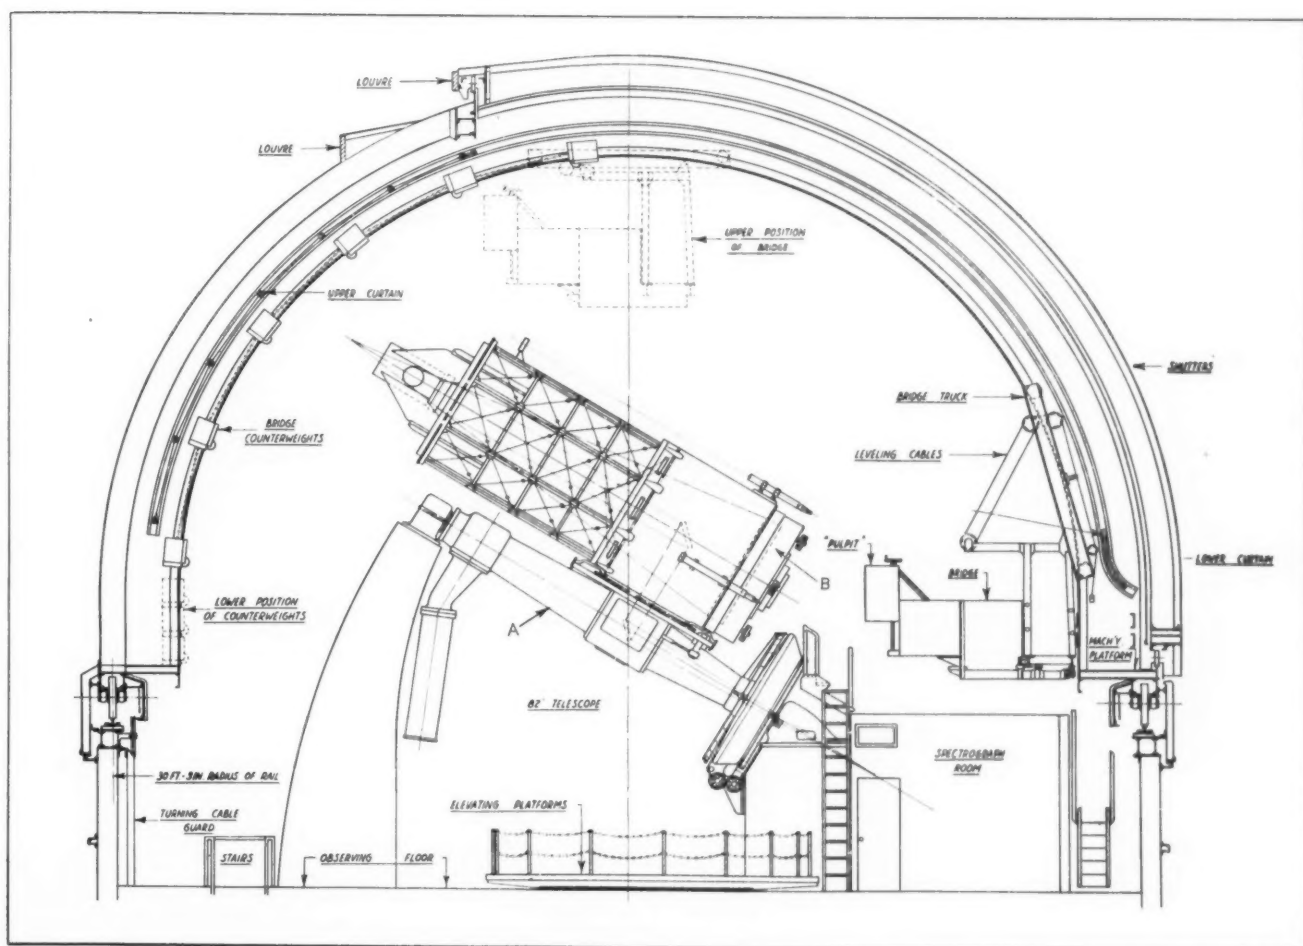 LOUVRE
LOUVRE
UPPER POSITION
OF BRIDGE
UPPER CURTAIN
SHUTTERS
BRIDGE TRUCK
BRIDGE
COUNTERWEIGHTS
LEVELING CABLES
"PULPIT"
BRIDGE
LOWER CURTAIN
B
LOWER POSITION
OF COUNTERWEIGHTS
A
MACH'Y
PLATFORM
82" TELESCOPE
SPECTROGRAPH
ROOM
30 FT.-9 IN. RADIUS OF RAIL
ELEVATING PLATFORMS
TURNING CABLE
GUARD
STAIRS
OBSERVING FLOOR